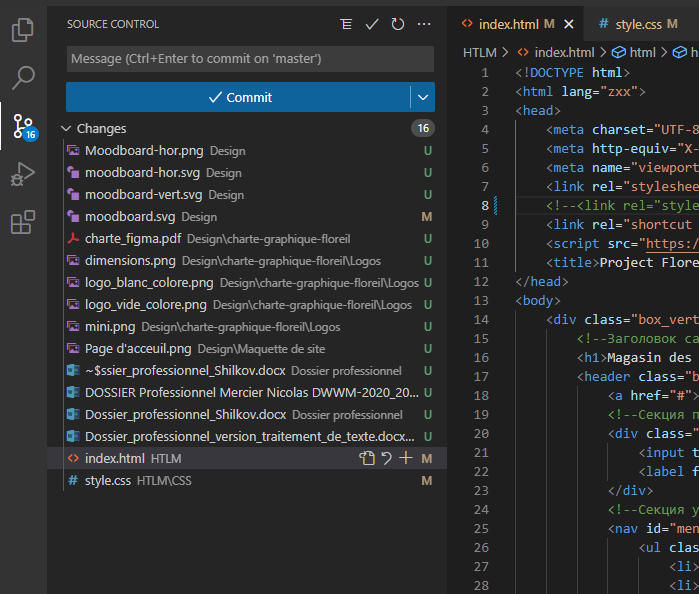 SOURCE CONTROL
Message (Ctrl+Enter to commit on 'master')
Commit
Changes 16
Moodboard-hor.png Design U
moodboard-hor.svg Design U
moodboard-vert.svg Design U
moodboard.svg Design M
charte_figma.pdf Design\charte-graphique-floreil U
dimensions.png Design\charte-graphique-floreil\Logos U
logo_blanc_colore.png Design\charte-graphique-floreil\Logos U
logo_vide_colore.png Design\charte-graphique-floreil\Logos U
mini.png Design\charte-graphique-floreil\Logos U
Page d'acceuil.png Design\Maquette de site U
~$ssier_professionnel_Shilkov.docx Dossier professionnel U
DOSSIER Professionnel Mercier Nicolas DWWM-2020_20... U
Dossier_professionnel_Shilkov.docx Dossier professionnel U
Dossier_professionnel_version_traitement_de_texte.docx... U
index.html HTLM M
style.css HTLM\CSS M
16
index.html M
style.css M
HTLM > index.html > html > h
1 <!DOCTYPE html>
2 <html lang="zxx">
3 <head>
4 <meta charset="UTF-8
5 <meta http-equiv="X-
6 <meta name="viewport
7 <link rel="styleshee
8 <!--<link rel="style
9 <link rel="shortcut
10 <script src="https:/
11 <title>Project Flore
12 </head>
13 <body>
14 <div class="box_vert
15 <!--Заголовок са
16 <h1>Magasin des
17 <header class="b
18 <a href="#">
19 <!--Секция п
20 <div class="
21 <input t
22 <label f
23 </div>
24 <!--Секция у
25 <nav id="men
26 <ul clas
27 <li>
28 <li>